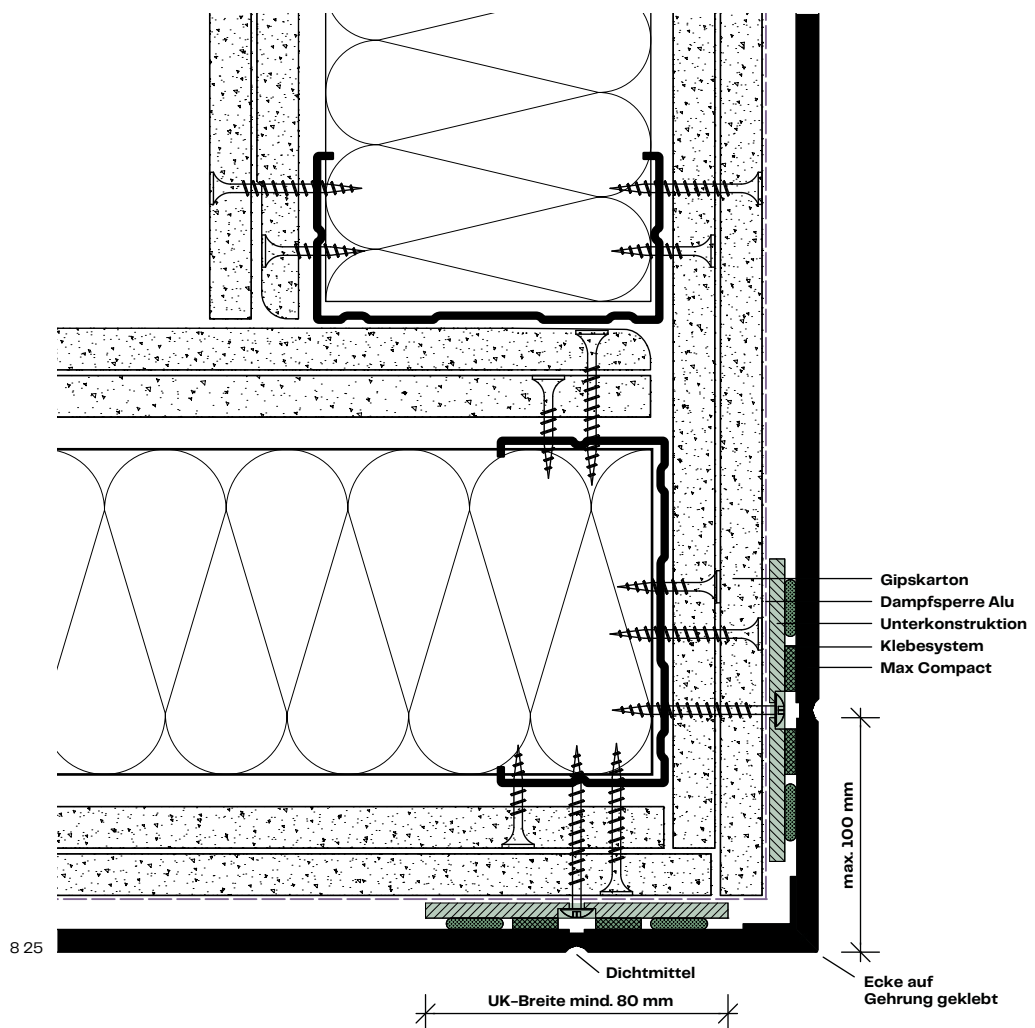 Gipskarton
Dampfsperre Alu
Unterkonstruktion
Klebesystem
Max Compact
max. 100 mm
8 25
Dichtmittel
Ecke auf
Gehrung geklebt
UK-Breite mind. 80 mm